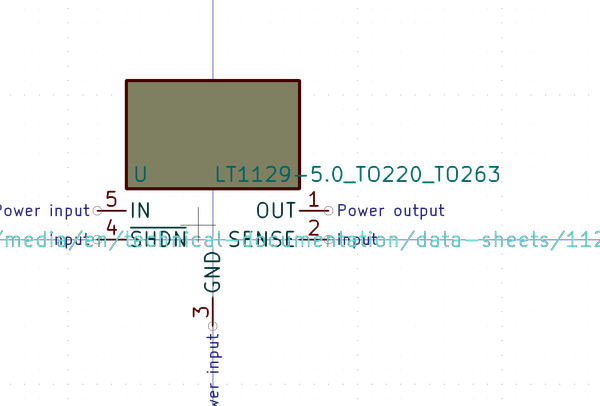 U
LT1129-5.0_TO220_TO263
Power input
5
IN
OUT
1
Power output
Input
4
SHDN
SENSE
2
Input
/media/en/technical-documentation/data-sheets/112
GND
3
wer input